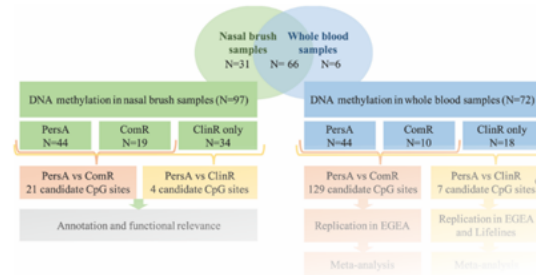 Nasal brush samples
Whole blood samples
N=31
N= 66
N=6
DNA methylation in nasal brush samples (N=97)
PersA N=44
ComR N=19
ClinR only N=34
PersA vs ComR
21 candidate CpG sites
PersA vs ClinR
4 candidate CpG sites
Annotation and functional relevance
DNA methylation in whole blood samples (N=72)
PersA N=44
ComR N=10
ClinR only N=18
PersA vs ComR
129 candidate CpG sites
PersA vs ClinR
7 candidate CpG sites
Replication in EGEA
Replication in EGEA and Lifelines
Meta-analysis
Meta-analysis